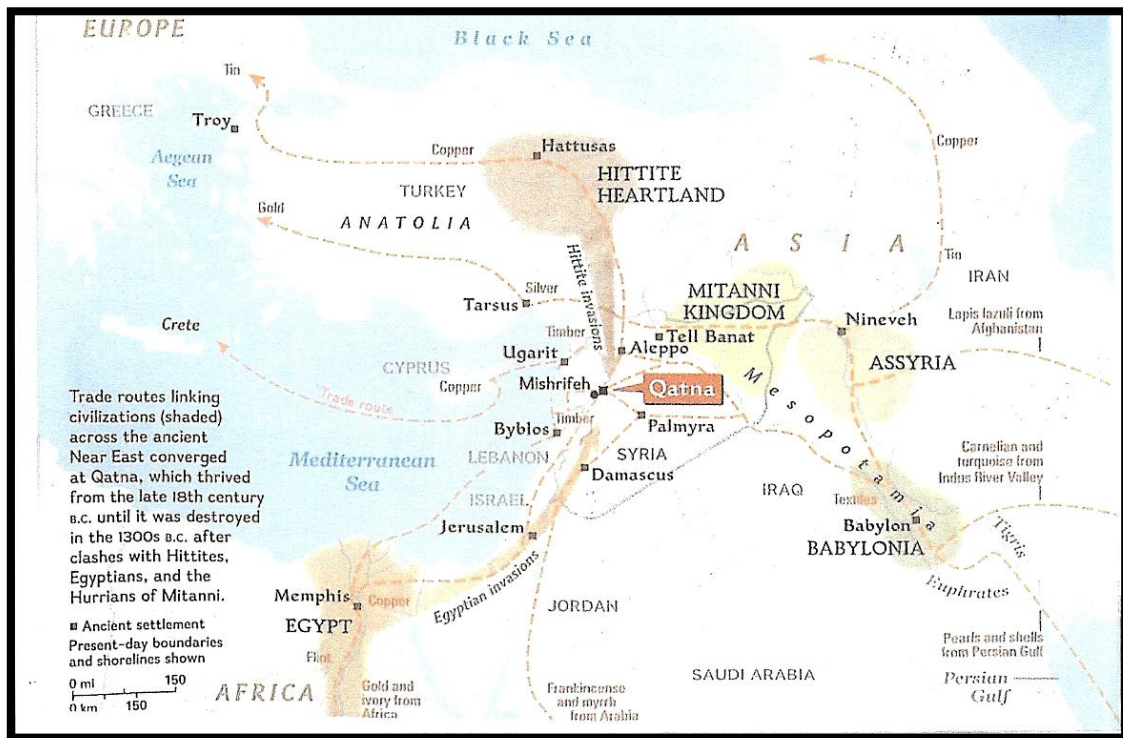 EUROPE
Black Sea
Tin
GREECE
Troy
Aegean
Sea
Copper
Hattusas
HITTITE
HEARTLAND
TURKEY
ANATOLIA
Gold
Copper
ASIA
Tin
IRAN
Hittite invasions
Silver
Tarsus
MITANNI
KINGDOM
Nineveh
Lapis lazuli from
Afghanistan
Crete
Timber
Tell Banat
Ugarit
Aleppo
ASSYRIA
CYPRUS
Copper
Mishrifeh
Qatna
Mesopotamia
Trade route
Timber
Byblos
Palmyra
LEBANON
SYRIA
Damascus
Mediterranean
Sea
Carnelian and
turquoise from
Indus River Valley
IRAQ
Textiles
ISRAEL
Jerusalem
Babylon
BABYLONIA
Tigris
Euphrates
Trade routes linking
civilizations (shaded)
across the ancient
Near East converged
at Qatna, which thrived
from the late 18th century
B.C. until it was destroyed
in the 1300s B.C. after
clashes with Hittites,
Egyptians, and the
Hurrians of Mitanni.
Ancient settlement
Present-day boundaries
and shorelines shown
0 mi 150
0 km 150
Memphis
Copper
EGYPT
Egyptian invasions
JORDAN
Flint
AFRICA
Gold and
ivory from
Africa
Frankincense
and myrrh
from Arabia
SAUDI ARABIA
Pearls and shells
from Persian Gulf
Persian
Gulf